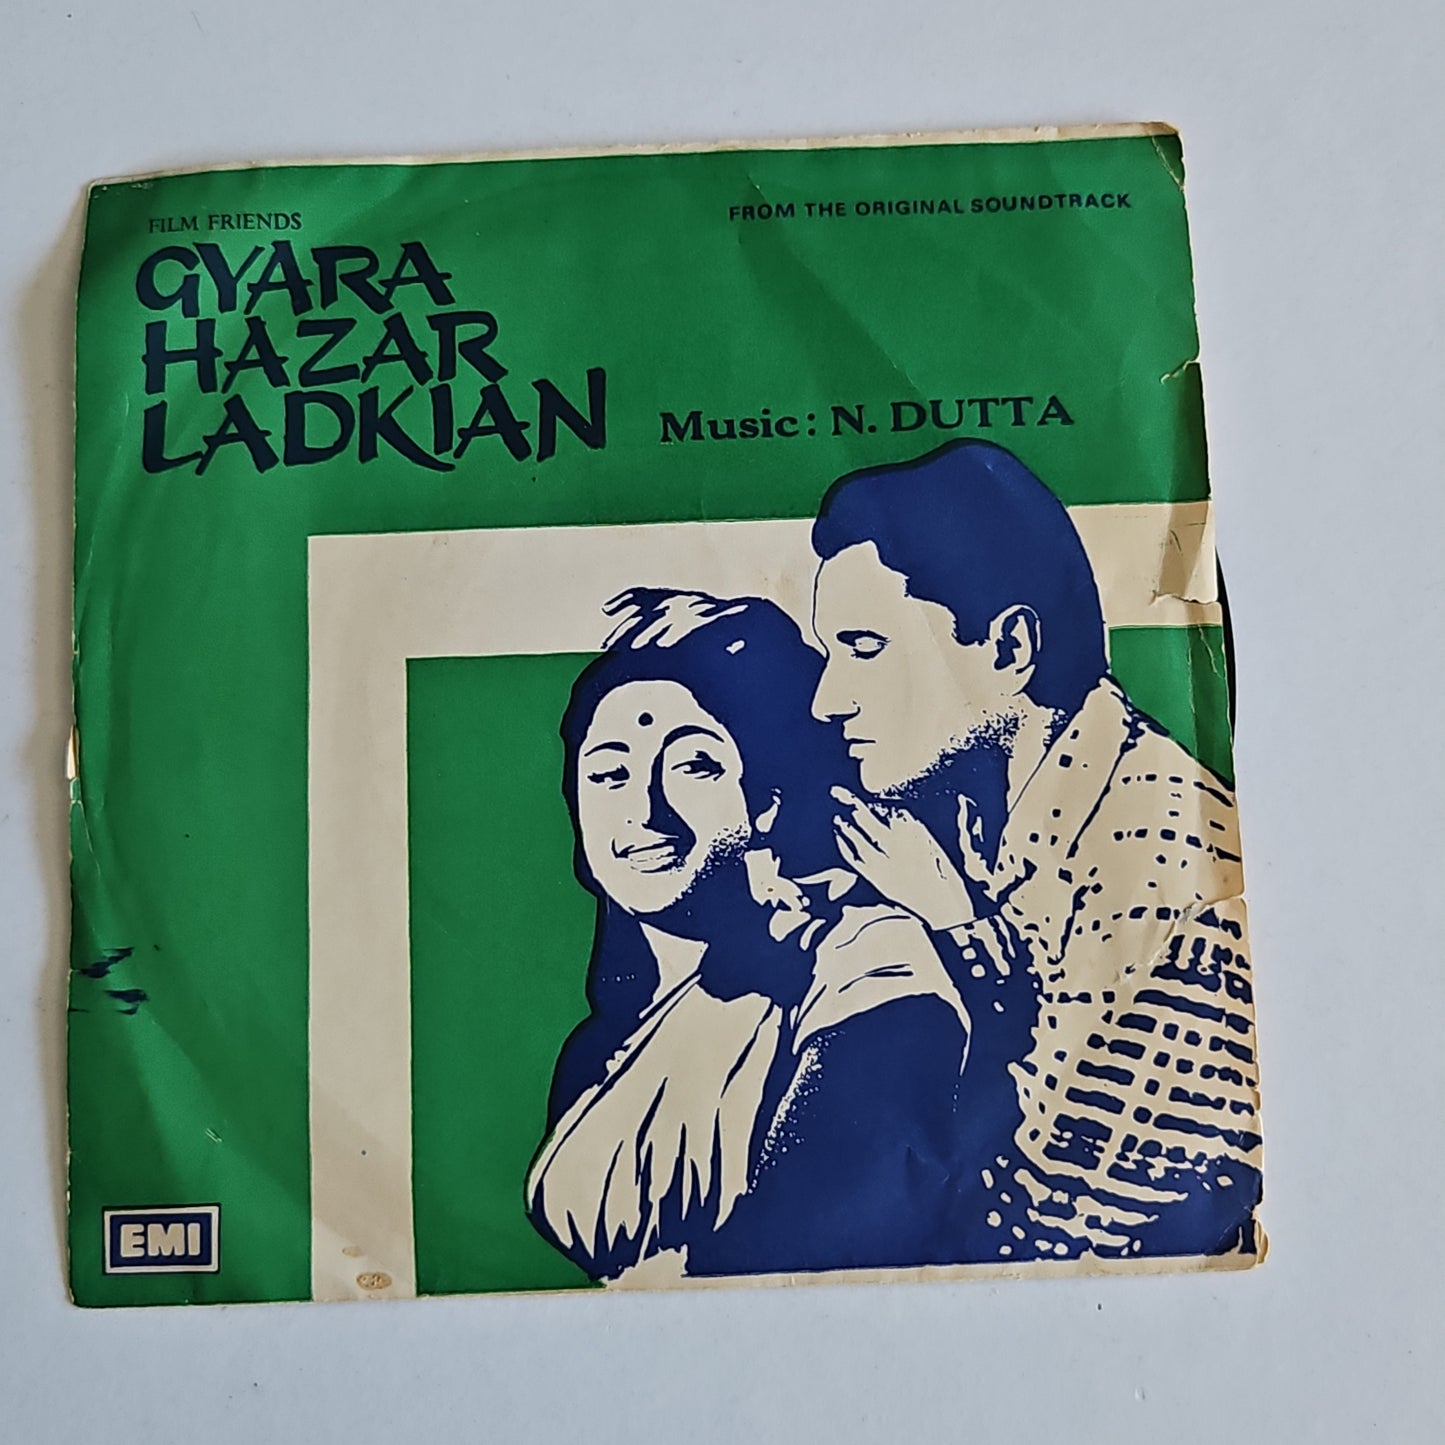 FILM FRIENDS
GYARA
HAZAR
LADKIAN
FROM THE ORIGINAL SOUNDTRACK
Music: N. DUTTA
EMI